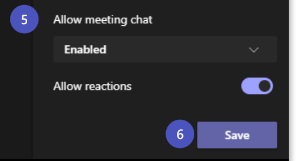 5 Allow meeting chat
Enabled
Allow reactions
6 Save